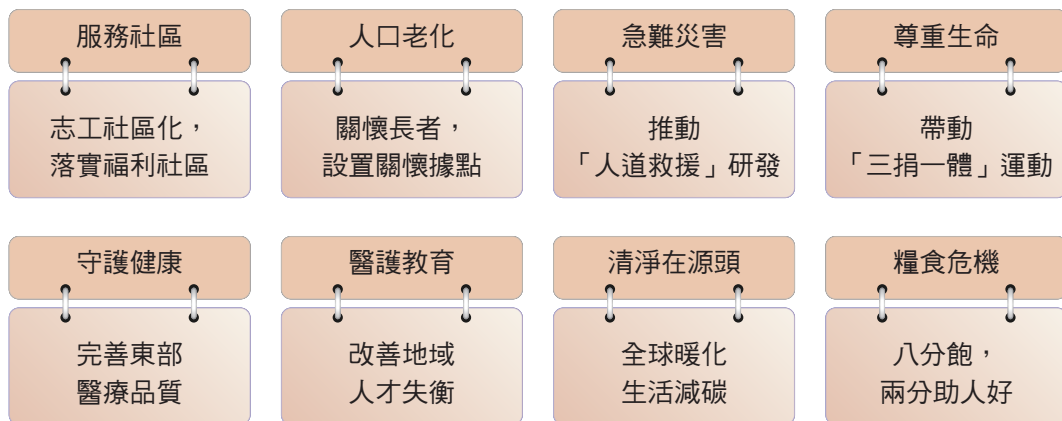 服務社區
志工社區化，
落實福利社區
人口老化
關懷長者，
設置關懷據點
急難災害
推動
「人道救援」研發
尊重生命
帶動
「三捐一體」運動
守護健康
完善東部
醫療品質
醫護教育
改善地域
人才失衡
清淨在源頭
全球暖化
生活減碳
糧食危機
八分飽，
兩分助人好